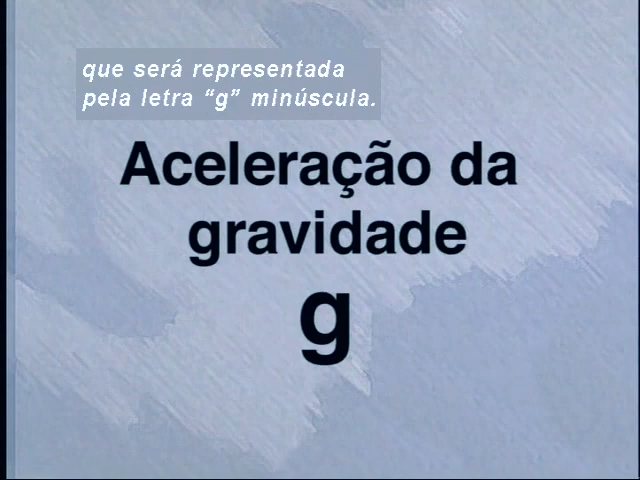 que será representada
pela letra “g” minúscula.
Aceleração da
gravidade
g